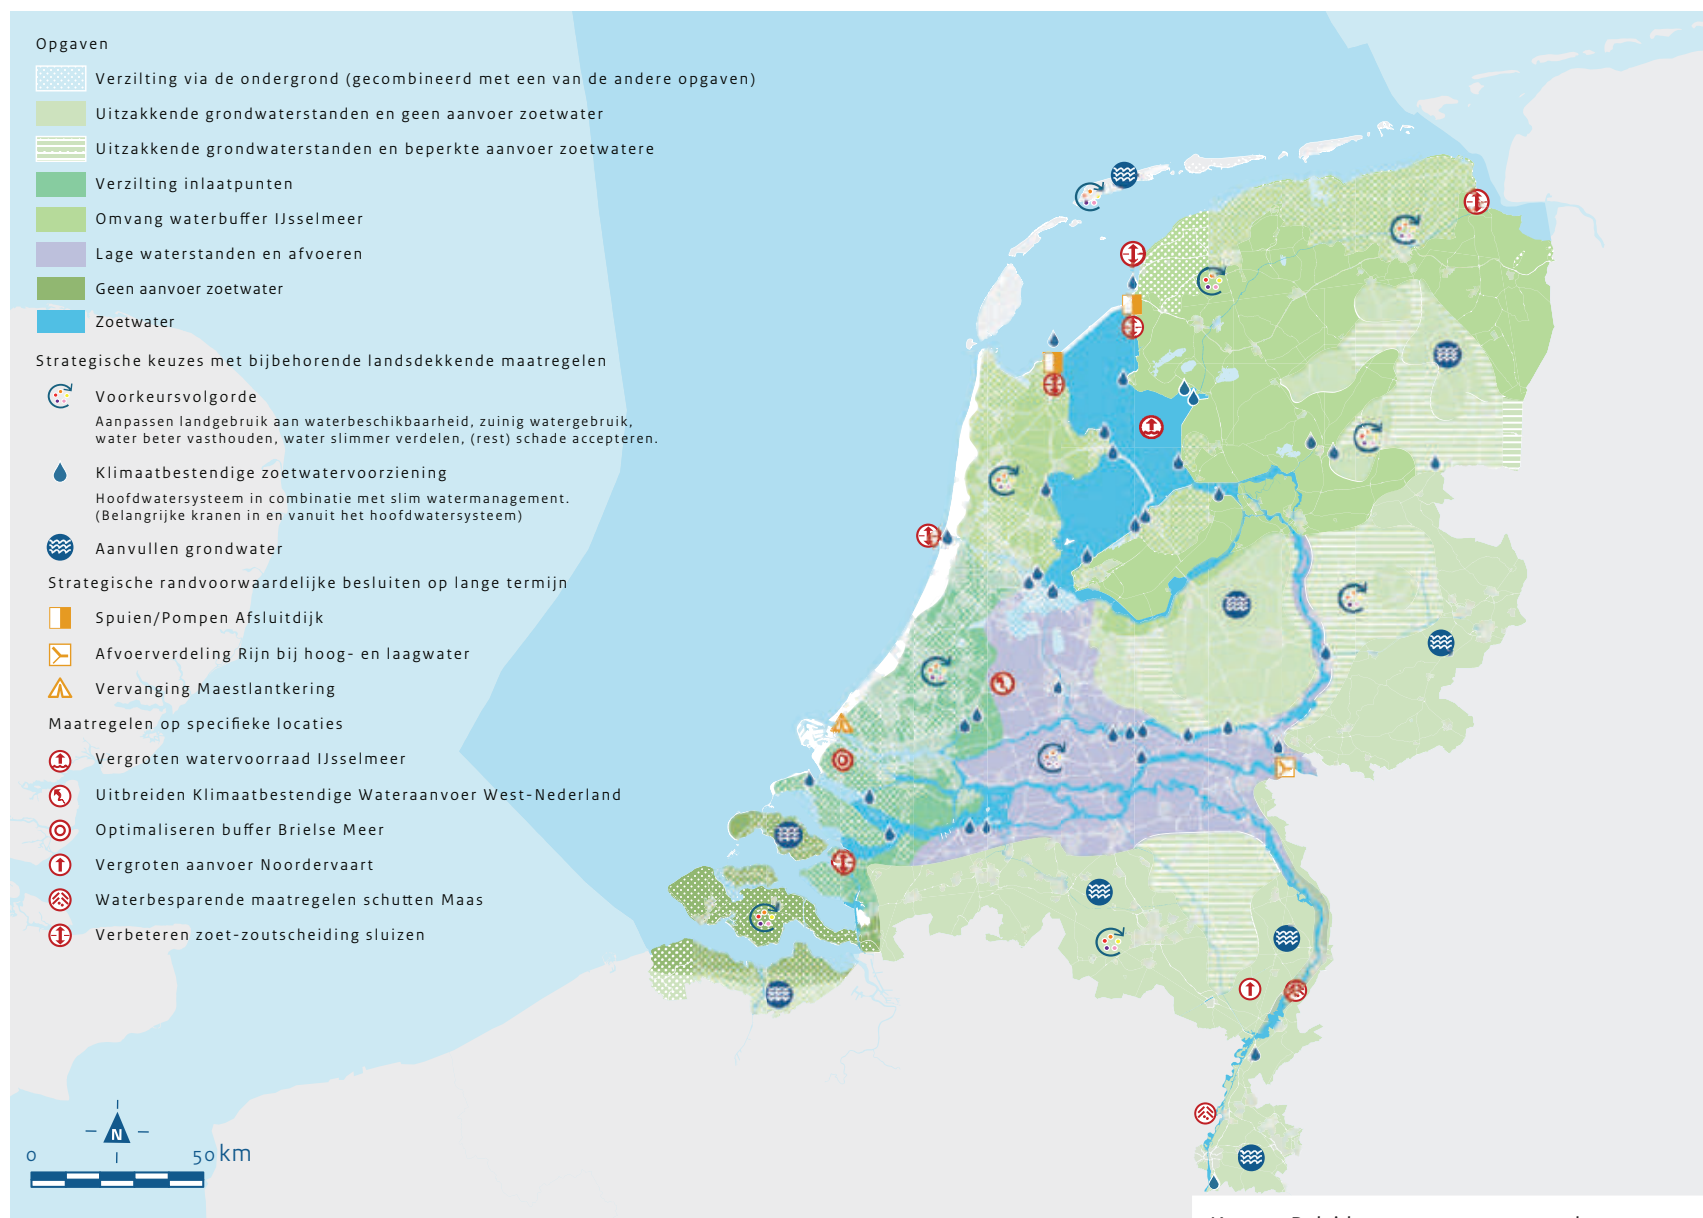 Opgaven
Verzilting via de ondergrond (gecombineerd met een van de andere opgaven)
Uitzakkende grondwaterstanden en geen aanvoer zoetwater
Uitzakkende grondwaterstanden en beperkte aanvoer zoetwatere
Verzilting inlaatpunten
Omvang waterbuffer IJsselmeer
Lage waterstanden en afvoeren
Geen aanvoer zoetwater
Zoetwater
Strategische keuzes met bijbehorende landsdekkende maatregelen
Voorkeursvolgorde
Aanpassen landgebruik aan waterbeschikbaarheid, zuinig watergebruik,
water beter vasthouden, water slimmer verdelen, (rest) schade accepteren.
Klimaatbestendige zoetwatervoorziening
Hoofdwatersysteem in combinatie met slim watermanagement.
(Belangrijke kranen in en vanuit het hoofdwatersysteem)
Aanvullen grondwater
Strategische randvoorwaardelijke besluiten op lange termijn
Spuien/Pompen Afsluitdijk
Afvoerverdeling Rijn bij hoog- en laagwater
Vervanging Maestlantkering
Maatregelen op specifieke locaties
Vergroten watervoorraad IJsselmeer
Uitbreiden Klimaatbestendige Wateraanvoer West-Nederland
Optimaliseren buffer Brielse Meer
Vergroten aanvoer Noordervaart
Waterbesparende maatregelen schutten Maas
Verbeteren zoet-zoutscheiding sluizen
N
0 50 km